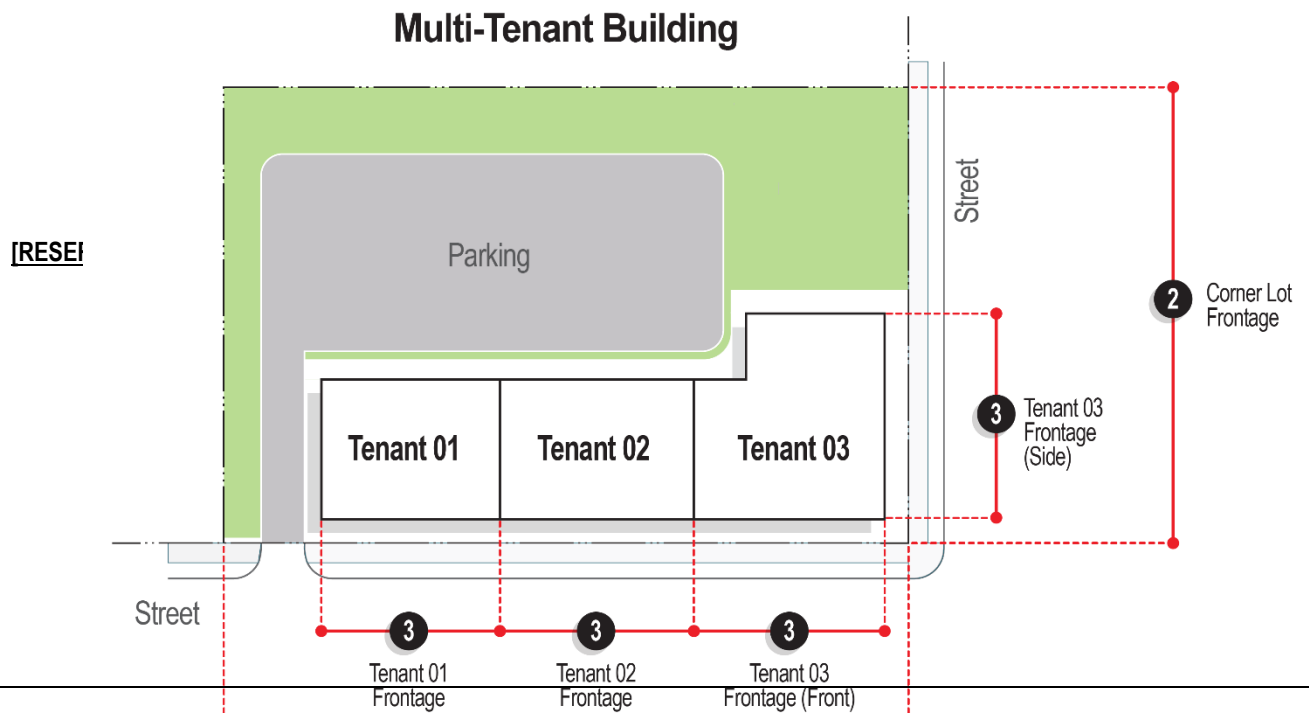 Multi-Tenant Building
Street
[RESER
Parking
2
Corner Lot
Frontage
3
Tenant 03
Frontage
(Side)
Tenant 01
Tenant 02
Tenant 03
Street
3
3
3
Tenant 01
Frontage
Tenant 02
Frontage
Tenant 03
Frontage (Front)